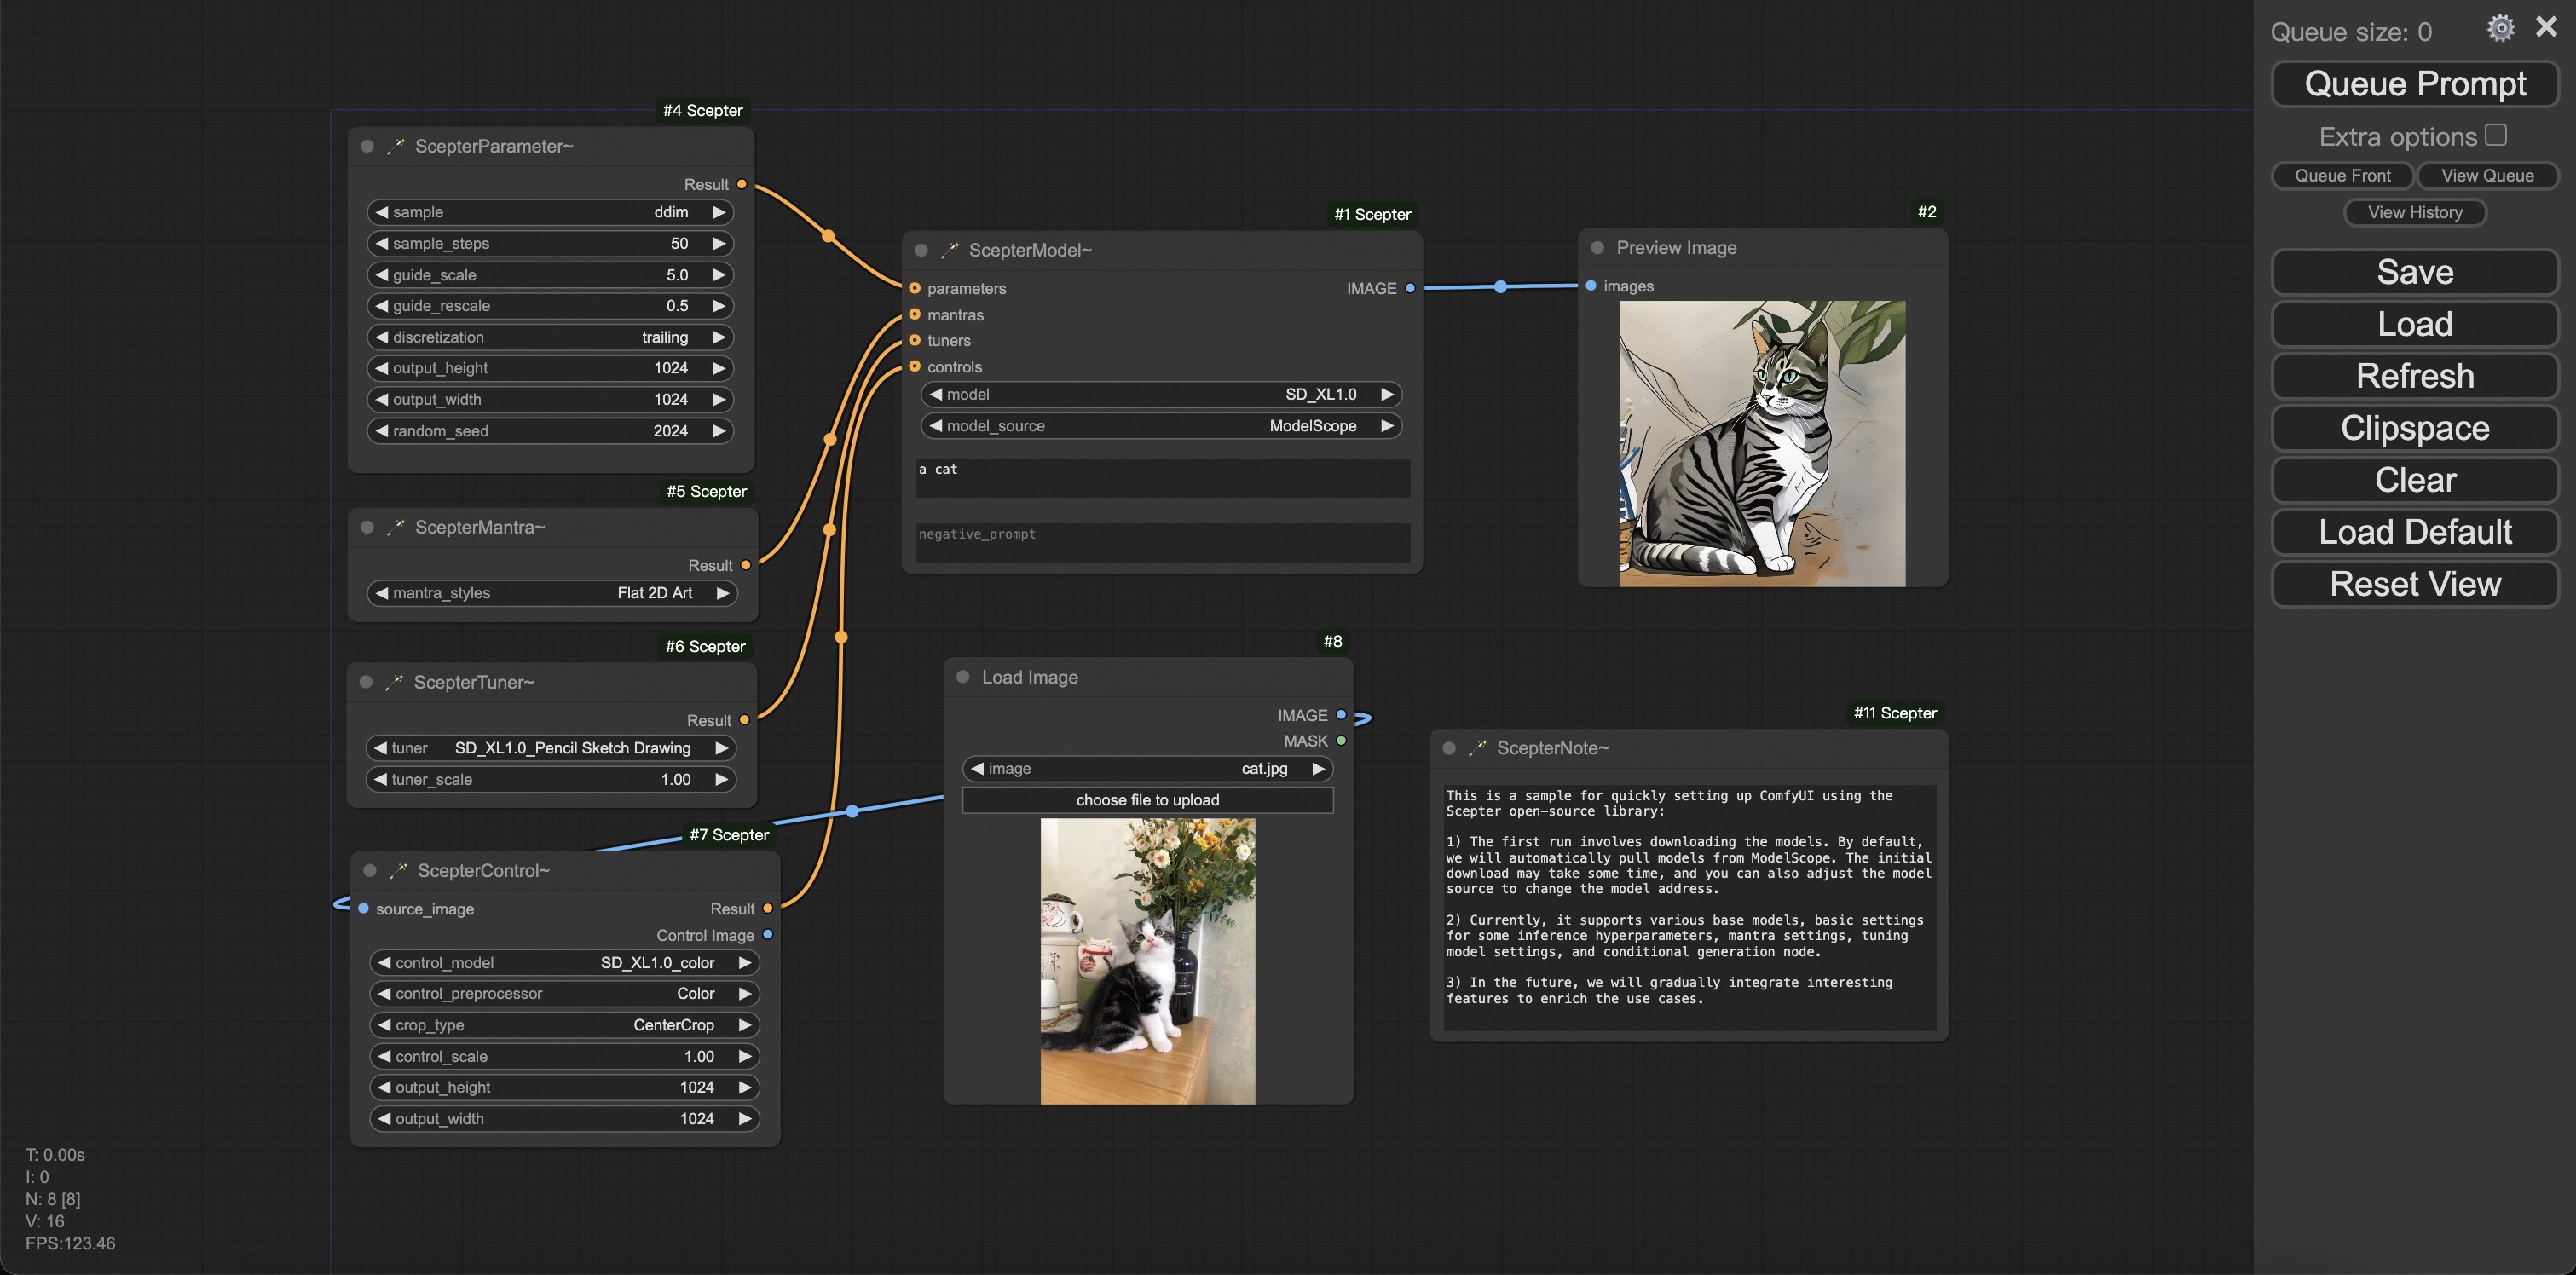 #4 Scepter
ScepterParameter~
Result
sample ddim
sample_steps 50
guide_scale 5.0
guide_rescale 0.5
discretization trailing
output_height 1024
output_width 1024
random_seed 2024
#5 Scepter
ScepterMantra~
Result
mantra_styles Flat 2D Art
#6 Scepter
ScepterTuner~
Result
tuner SD_XL1.0_Pencil Sketch Drawing
tuner_scale 1.00
#7 Scepter
ScepterControl~
source_image Result
Control Image
control_model SD_XL1.0_color
control_preprocessor Color
crop_type CenterCrop
control_scale 1.00
output_height 1024
output_width 1024
#1 Scepter
ScepterModel~
parameters IMAGE
mantras
tuners
controls
model SD_XL1.0
model_source ModelScope
a cat
negative_prompt
#8
Load Image
IMAGE
MASK
image cat.jpg
choose file to upload
#2
Preview Image
images
#11 Scepter
ScepterNote~
This is a sample for quickly setting up ComfyUI using the
Scepter open-source library:
1) The first run involves downloading the models. By default,
we will automatically pull models from ModelScope. The initial
download may take some time, and you can also adjust the model
source to change the model address.
2) Currently, it supports various base models, basic settings
for some inference hyperparameters, mantra settings, tuning
model settings, and conditional generation node.
3) In the future, we will gradually integrate interesting
features to enrich the use cases.
Queue size: 0
Queue Prompt
Extra options
Queue Front View Queue
View History
Save
Load
Refresh
Clipspace
Clear
Load Default
Reset View
T: 0.00s
I: 0
N: 8 [8]
V: 16
FPS:123.46